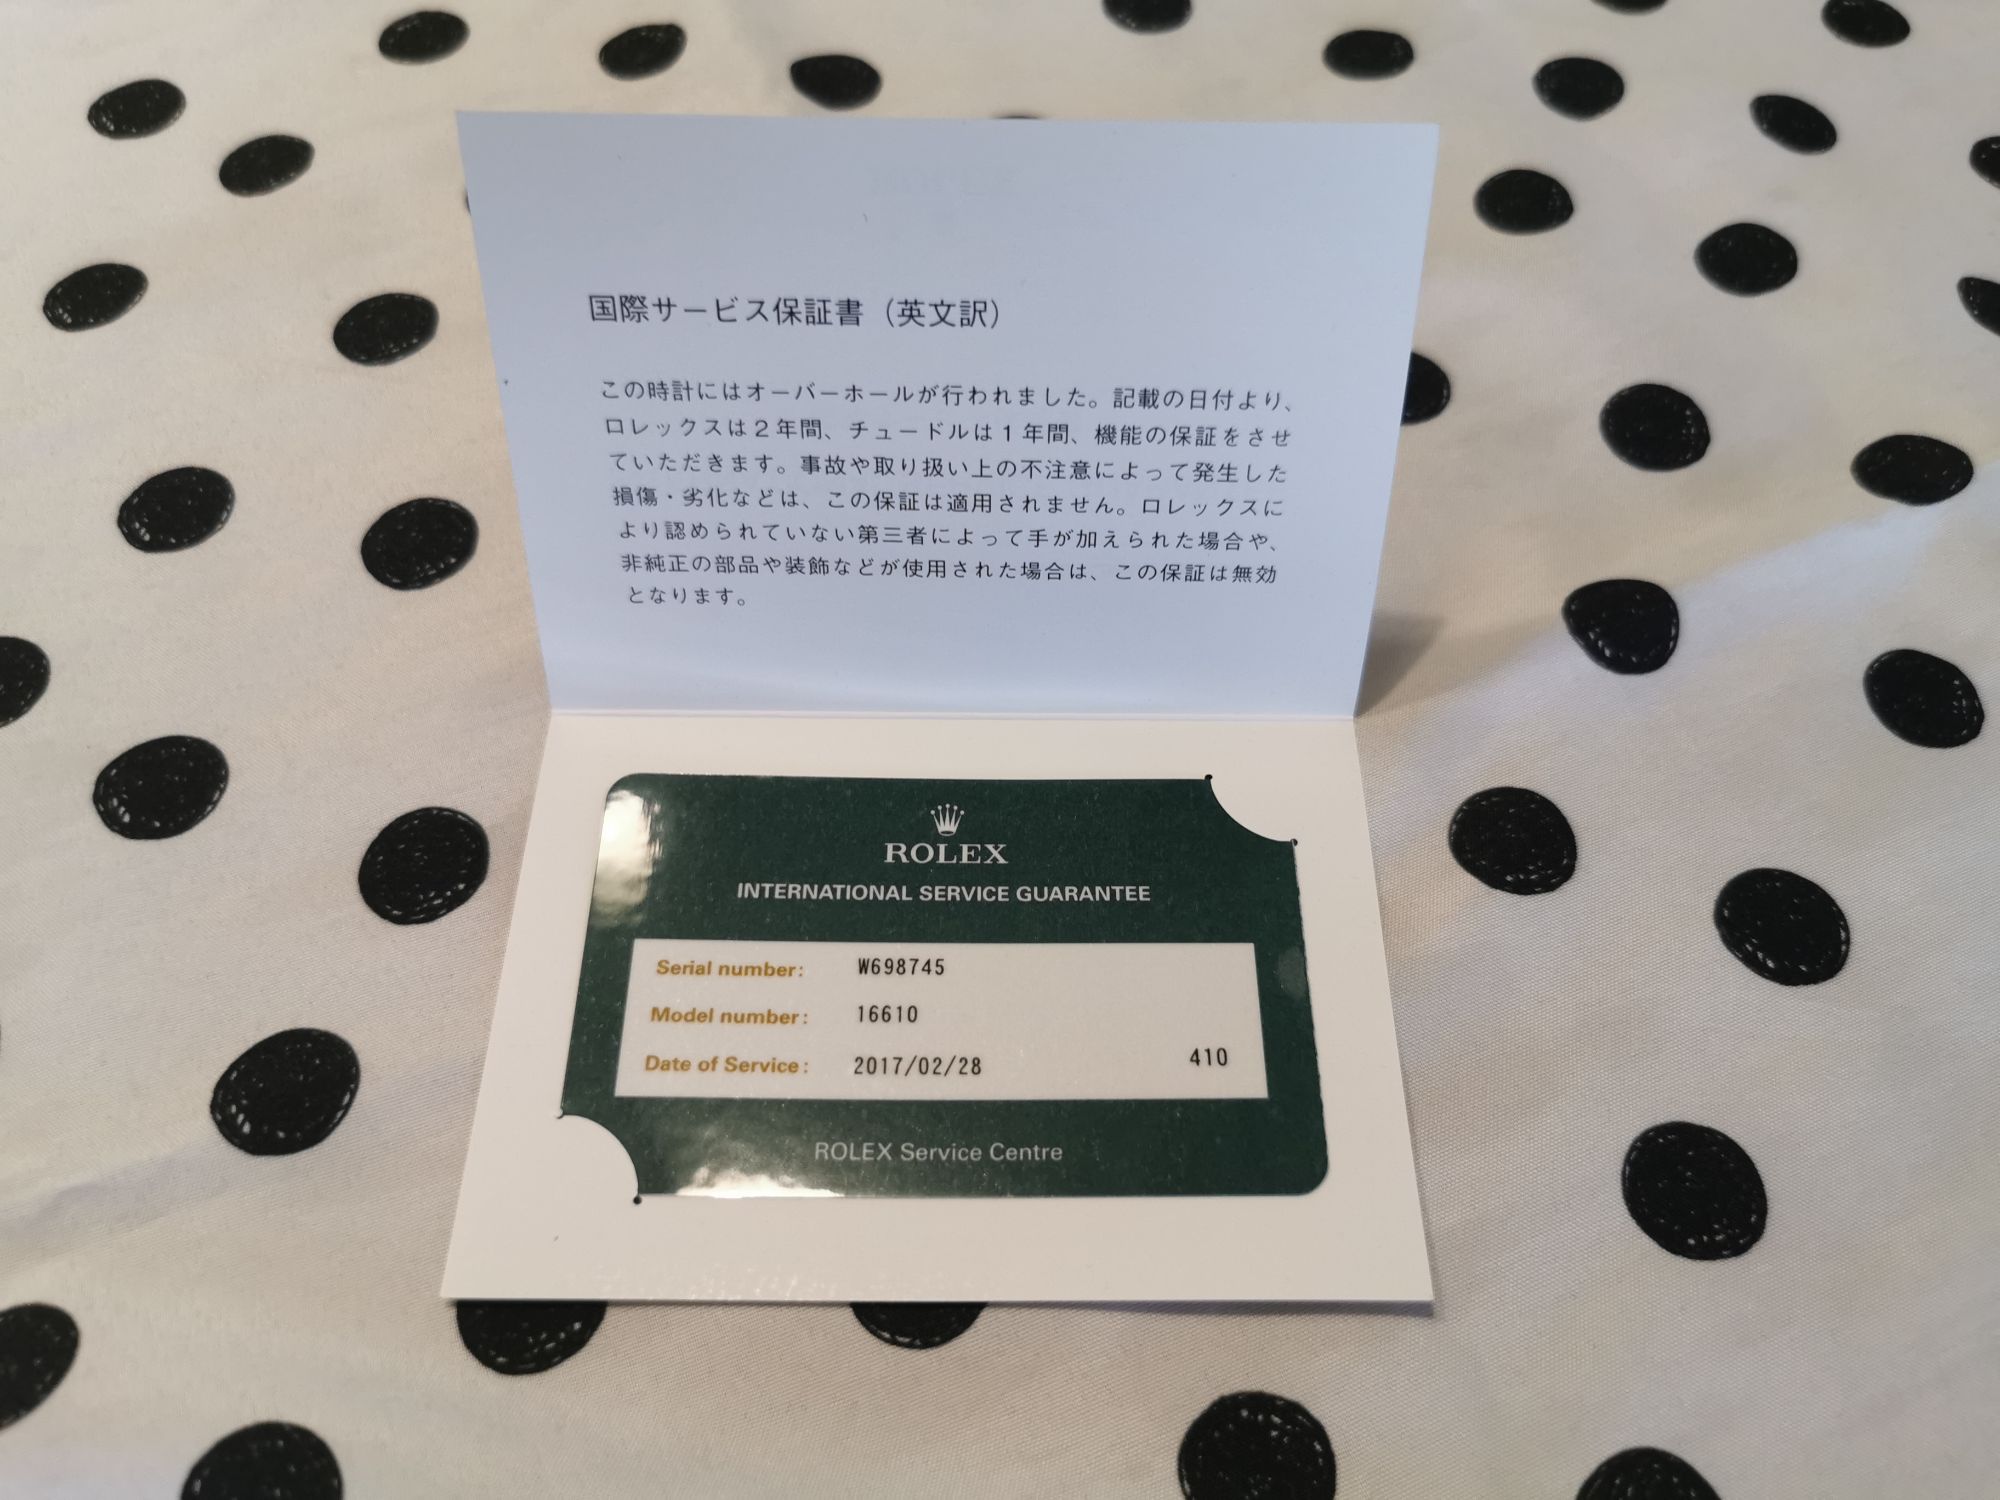 国際サービス保証書（英文訳）
この時計にはオーバーホールが行われました。記載の日付より、
ロレックスは２年間、チュードルは１年間、機能の保証をさせ
ていただきます。事故や取り扱い上の不注意によって発生した
損傷・劣化などは、この保証は適用されません。ロレックスに
より認められていない第三者によって手が加えられた場合や、
非純正の部品や装飾などが使用された場合は、この保証は無効
となります。
ROLEX
INTERNATIONAL SERVICE GUARANTEE
Serial number: W698745
Model number: 16610
Date of Service: 2017/02/28 410
ROLEX Service Centre